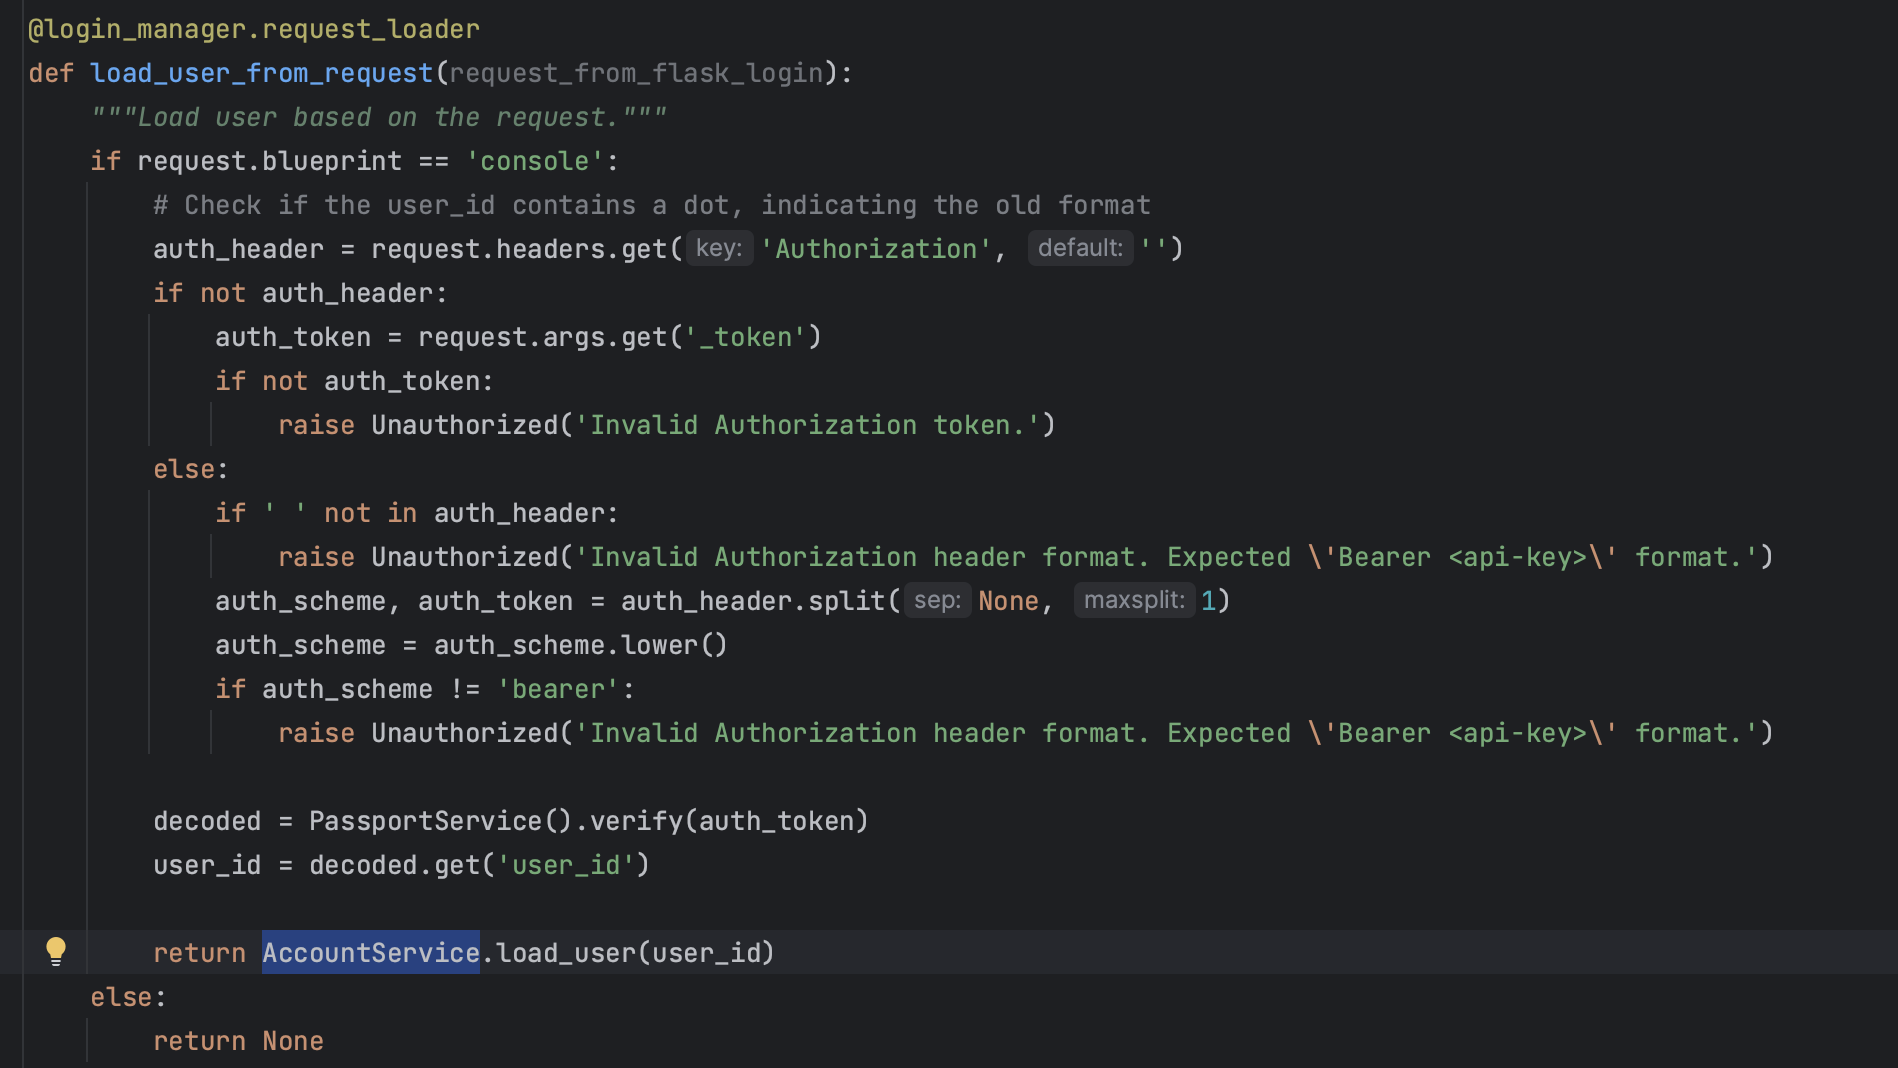 @login_manager.request_loader
def load_user_from_request(request_from_flask_login):
    """Load user based on the request."""
    if request.blueprint == 'console':
        # Check if the user_id contains a dot, indicating the old format
        auth_header = request.headers.get( key: 'Authorization',  default: '')
        if not auth_header:
            auth_token = request.args.get('_token')
            if not auth_token:
                raise Unauthorized('Invalid Authorization token.')
        else:
            if ' ' not in auth_header:
                raise Unauthorized('Invalid Authorization header format. Expected \'Bearer <api-key>\' format.')
            auth_scheme, auth_token = auth_header.split( sep: None,  maxsplit: 1)
            auth_scheme = auth_scheme.lower()
            if auth_scheme != 'bearer':
                raise Unauthorized('Invalid Authorization header format. Expected \'Bearer <api-key>\' format.')

        decoded = PassportService().verify(auth_token)
        user_id = decoded.get('user_id')

        return AccountService.load_user(user_id)
    else:
        return None